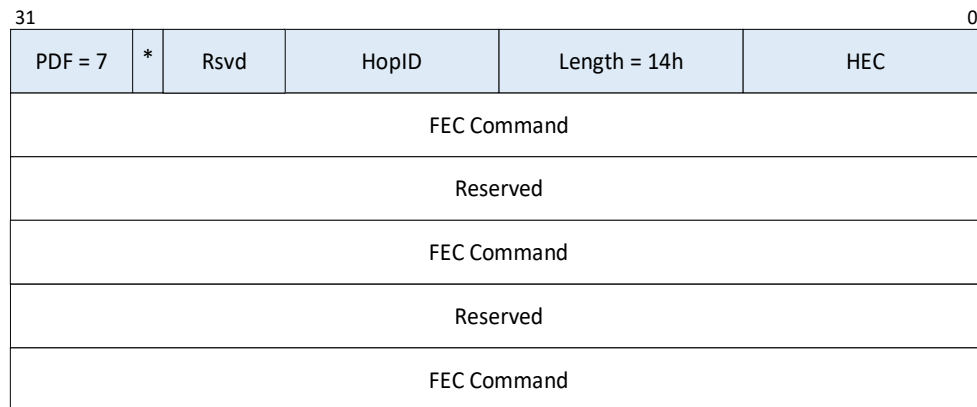 31 0
PDF = 7 * Rsvd HopID Length = 14h HEC
FEC Command
Reserved
FEC Command
Reserved
FEC Command